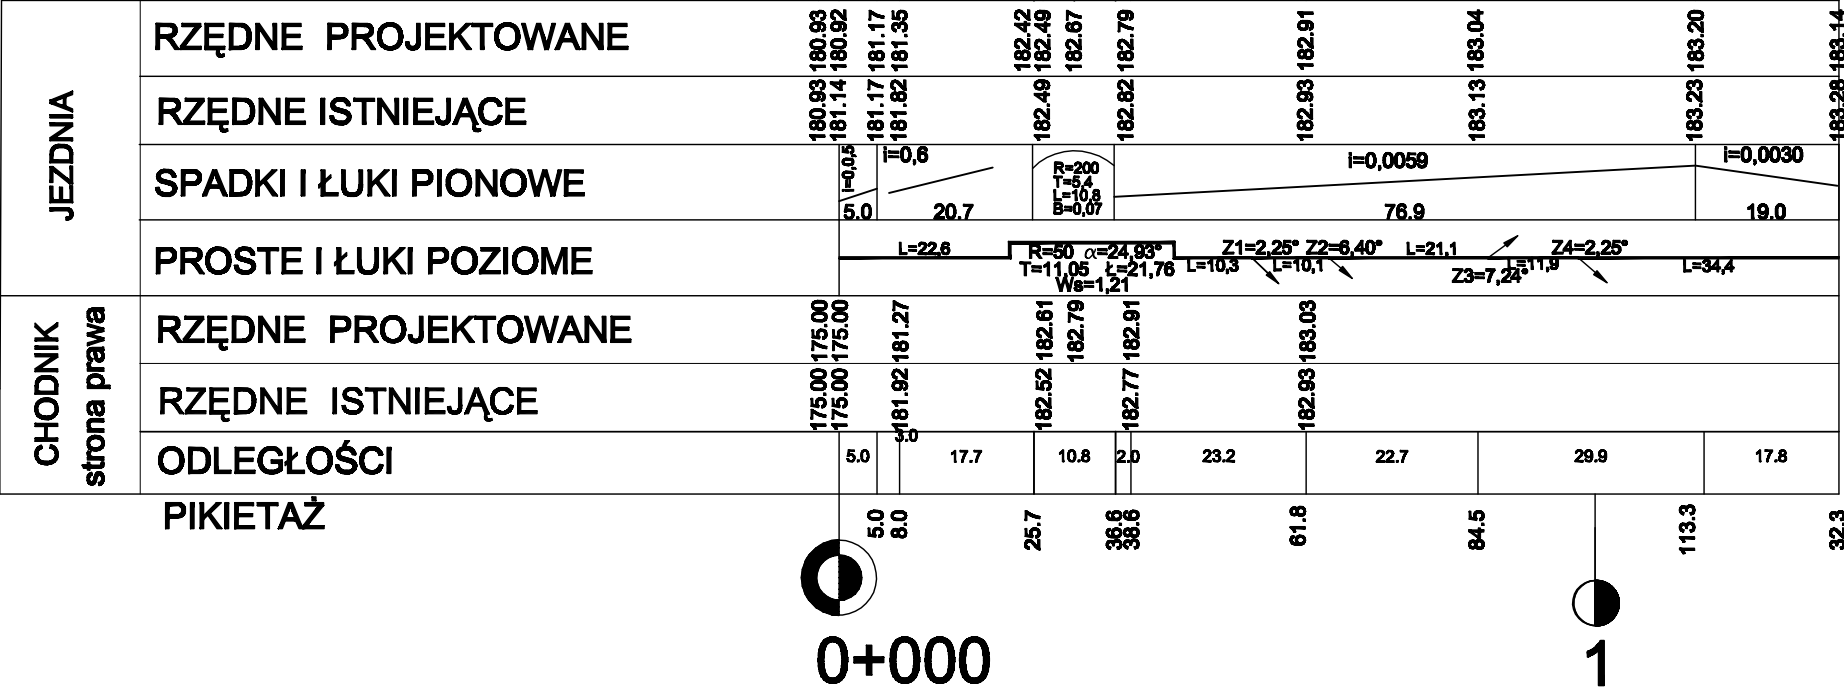 JEZDNIA
RZĘDNE PROJEKTOWANE 180.93 180.92 181.17 181.35 182.42 182.49 182.67 182.79 182.91 183.04 183.20 183.14
RZĘDNE ISTNIEJĄCE 180.93 181.14 181.17 181.82 182.49 182.82 182.93 183.13 183.23 183.28
SPADKI I ŁUKI PIONOWE
i=0,05 i=0,6 R=200 i=0,0059 i=0,0030
T=5,4
L=10,8
5.0 20.7 B=0,07 76.9 19.0
PROSTE I ŁUKI POZIOME
L=22,6 R=50 α=24,93° Z1=2,25° Z2=6,40° L=21,1 Z4=2,25°
T=11,05 Ł=21,76 L=10,3 L=10,1 Z3=7,24° L=11,9 L=34,4
Ws=1,21
CHODNIK
strona prawa
RZĘDNE PROJEKTOWANE 175.00 175.00 181.27 182.61 182.79 182.91 183.03
RZĘDNE ISTNIEJĄCE 175.00 175.00 181.92 182.52 182.77 182.93
ODLEGŁOŚCI 5.0 3.0 17.7 10.8 2.0 23.2 22.7 29.9 17.8
PIKIETAŻ 5.0 8.0 25.7 36.6 38.6 61.8 84.5 113.3 32.3
0+000 1